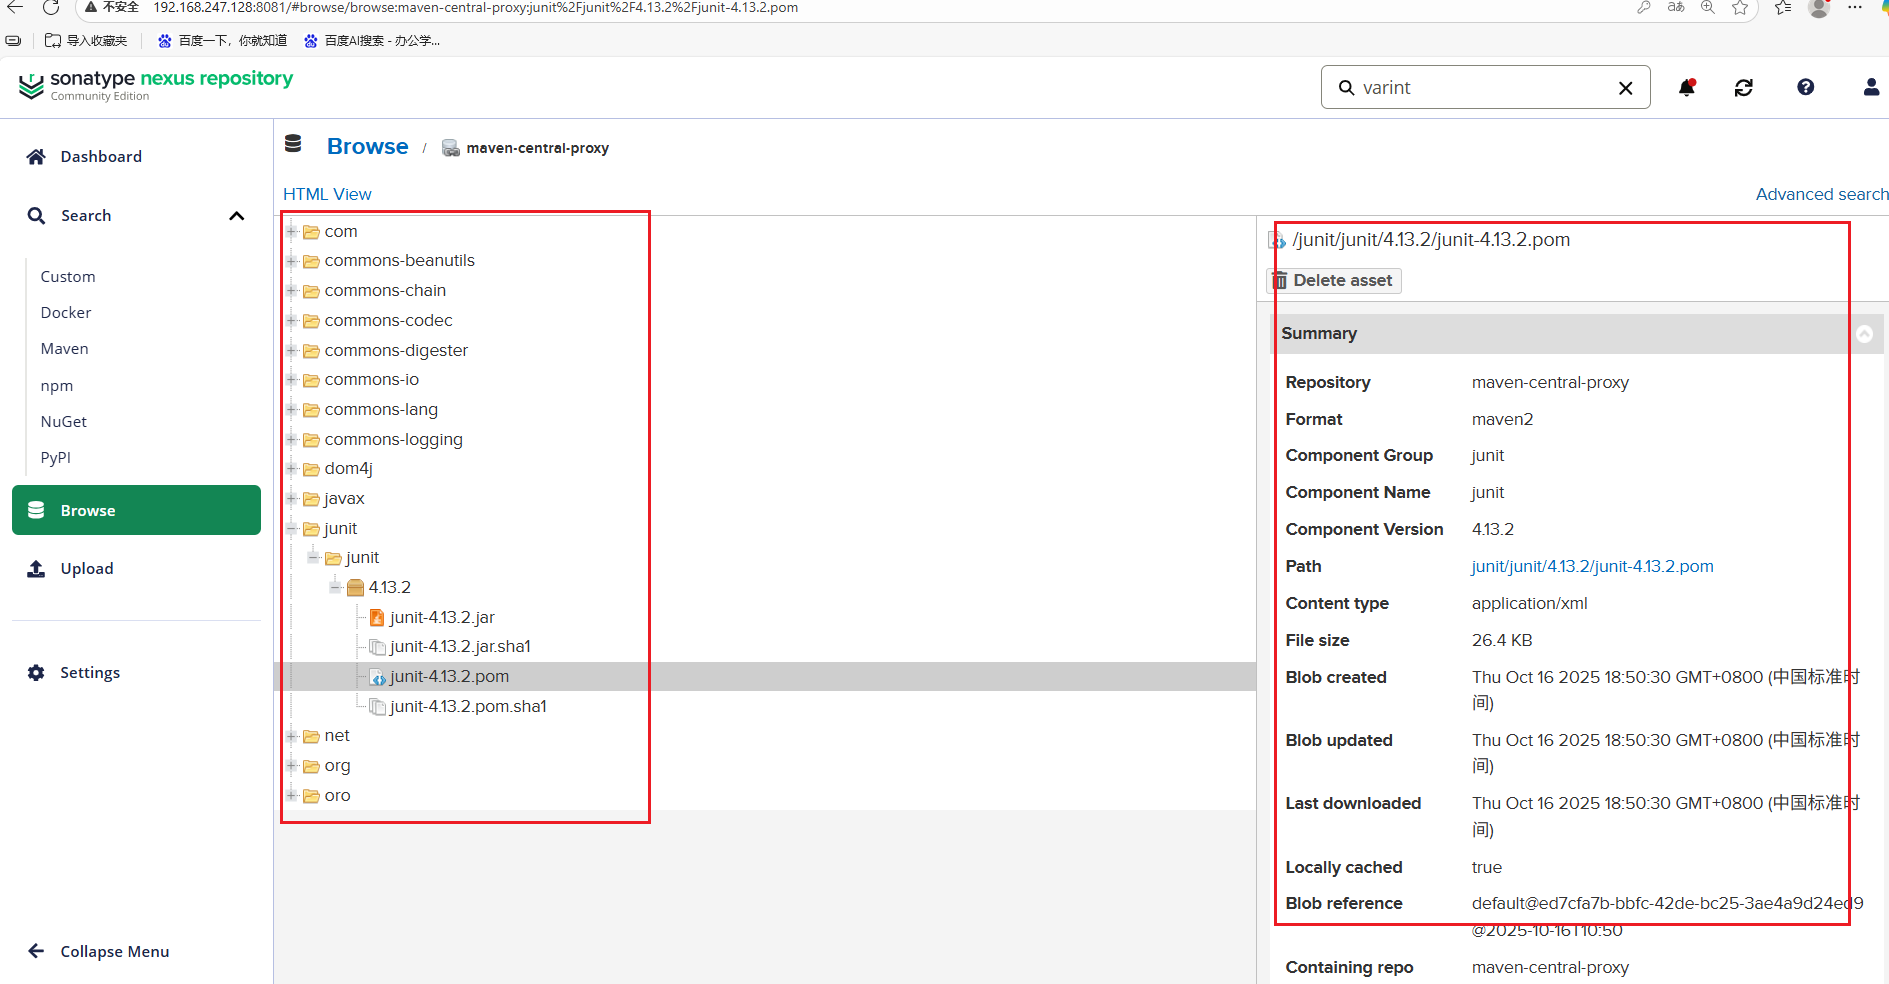 不安全 192.168.247.128:8081/#browse/browse:maven-central-proxy:junit%2Fjunit%2F4.13.2%2Fjunit-4.13.2.pom
导入收藏夹 百度一下，你就知道 百度AI搜索 - 办公学...
sonatype nexus repository
Community Edition
varint
Dashboard
Search
Custom
Docker
Maven
npm
NuGet
PyPI
Browse
Upload
Settings
Collapse Menu
Browse / maven-central-proxy
HTML View
Advanced search
com
commons-beanutils
commons-chain
commons-codec
commons-digester
commons-io
commons-lang
commons-logging
dom4j
javax
junit
junit
4.13.2
junit-4.13.2.jar
junit-4.13.2.jar.sha1
junit-4.13.2.pom
junit-4.13.2.pom.sha1
net
org
oro
/junit/junit/4.13.2/junit-4.13.2.pom
Delete asset
Summary
Repository maven-central-proxy
Format maven2
Component Group junit
Component Name junit
Component Version 4.13.2
Path junit/junit/4.13.2/junit-4.13.2.pom
Content type application/xml
File size 26.4 KB
Blob created Thu Oct 16 2025 18:50:30 GMT+0800 (中国标准时
间)
Blob updated Thu Oct 16 2025 18:50:30 GMT+0800 (中国标准时
间)
Last downloaded Thu Oct 16 2025 18:50:30 GMT+0800 (中国标准时
间)
Locally cached true
Blob reference default@ed7cfa7b-bbfc-42de-bc25-3ae4a9d24ed9
@2025-10-16T10:50
Containing repo maven-central-proxy